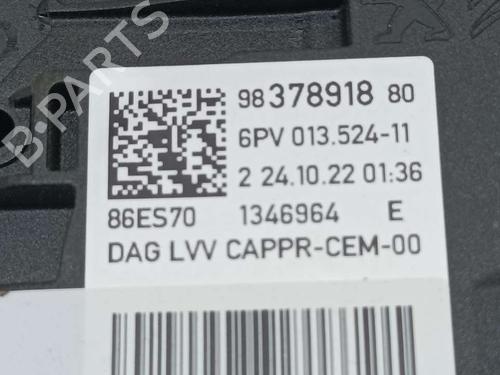 98 378918 80
6PV 013.524-11
2 24.10.22 01:36
86ES70 1346964 E
DAG LVV CAPPR-CEM-00
B-PARTS